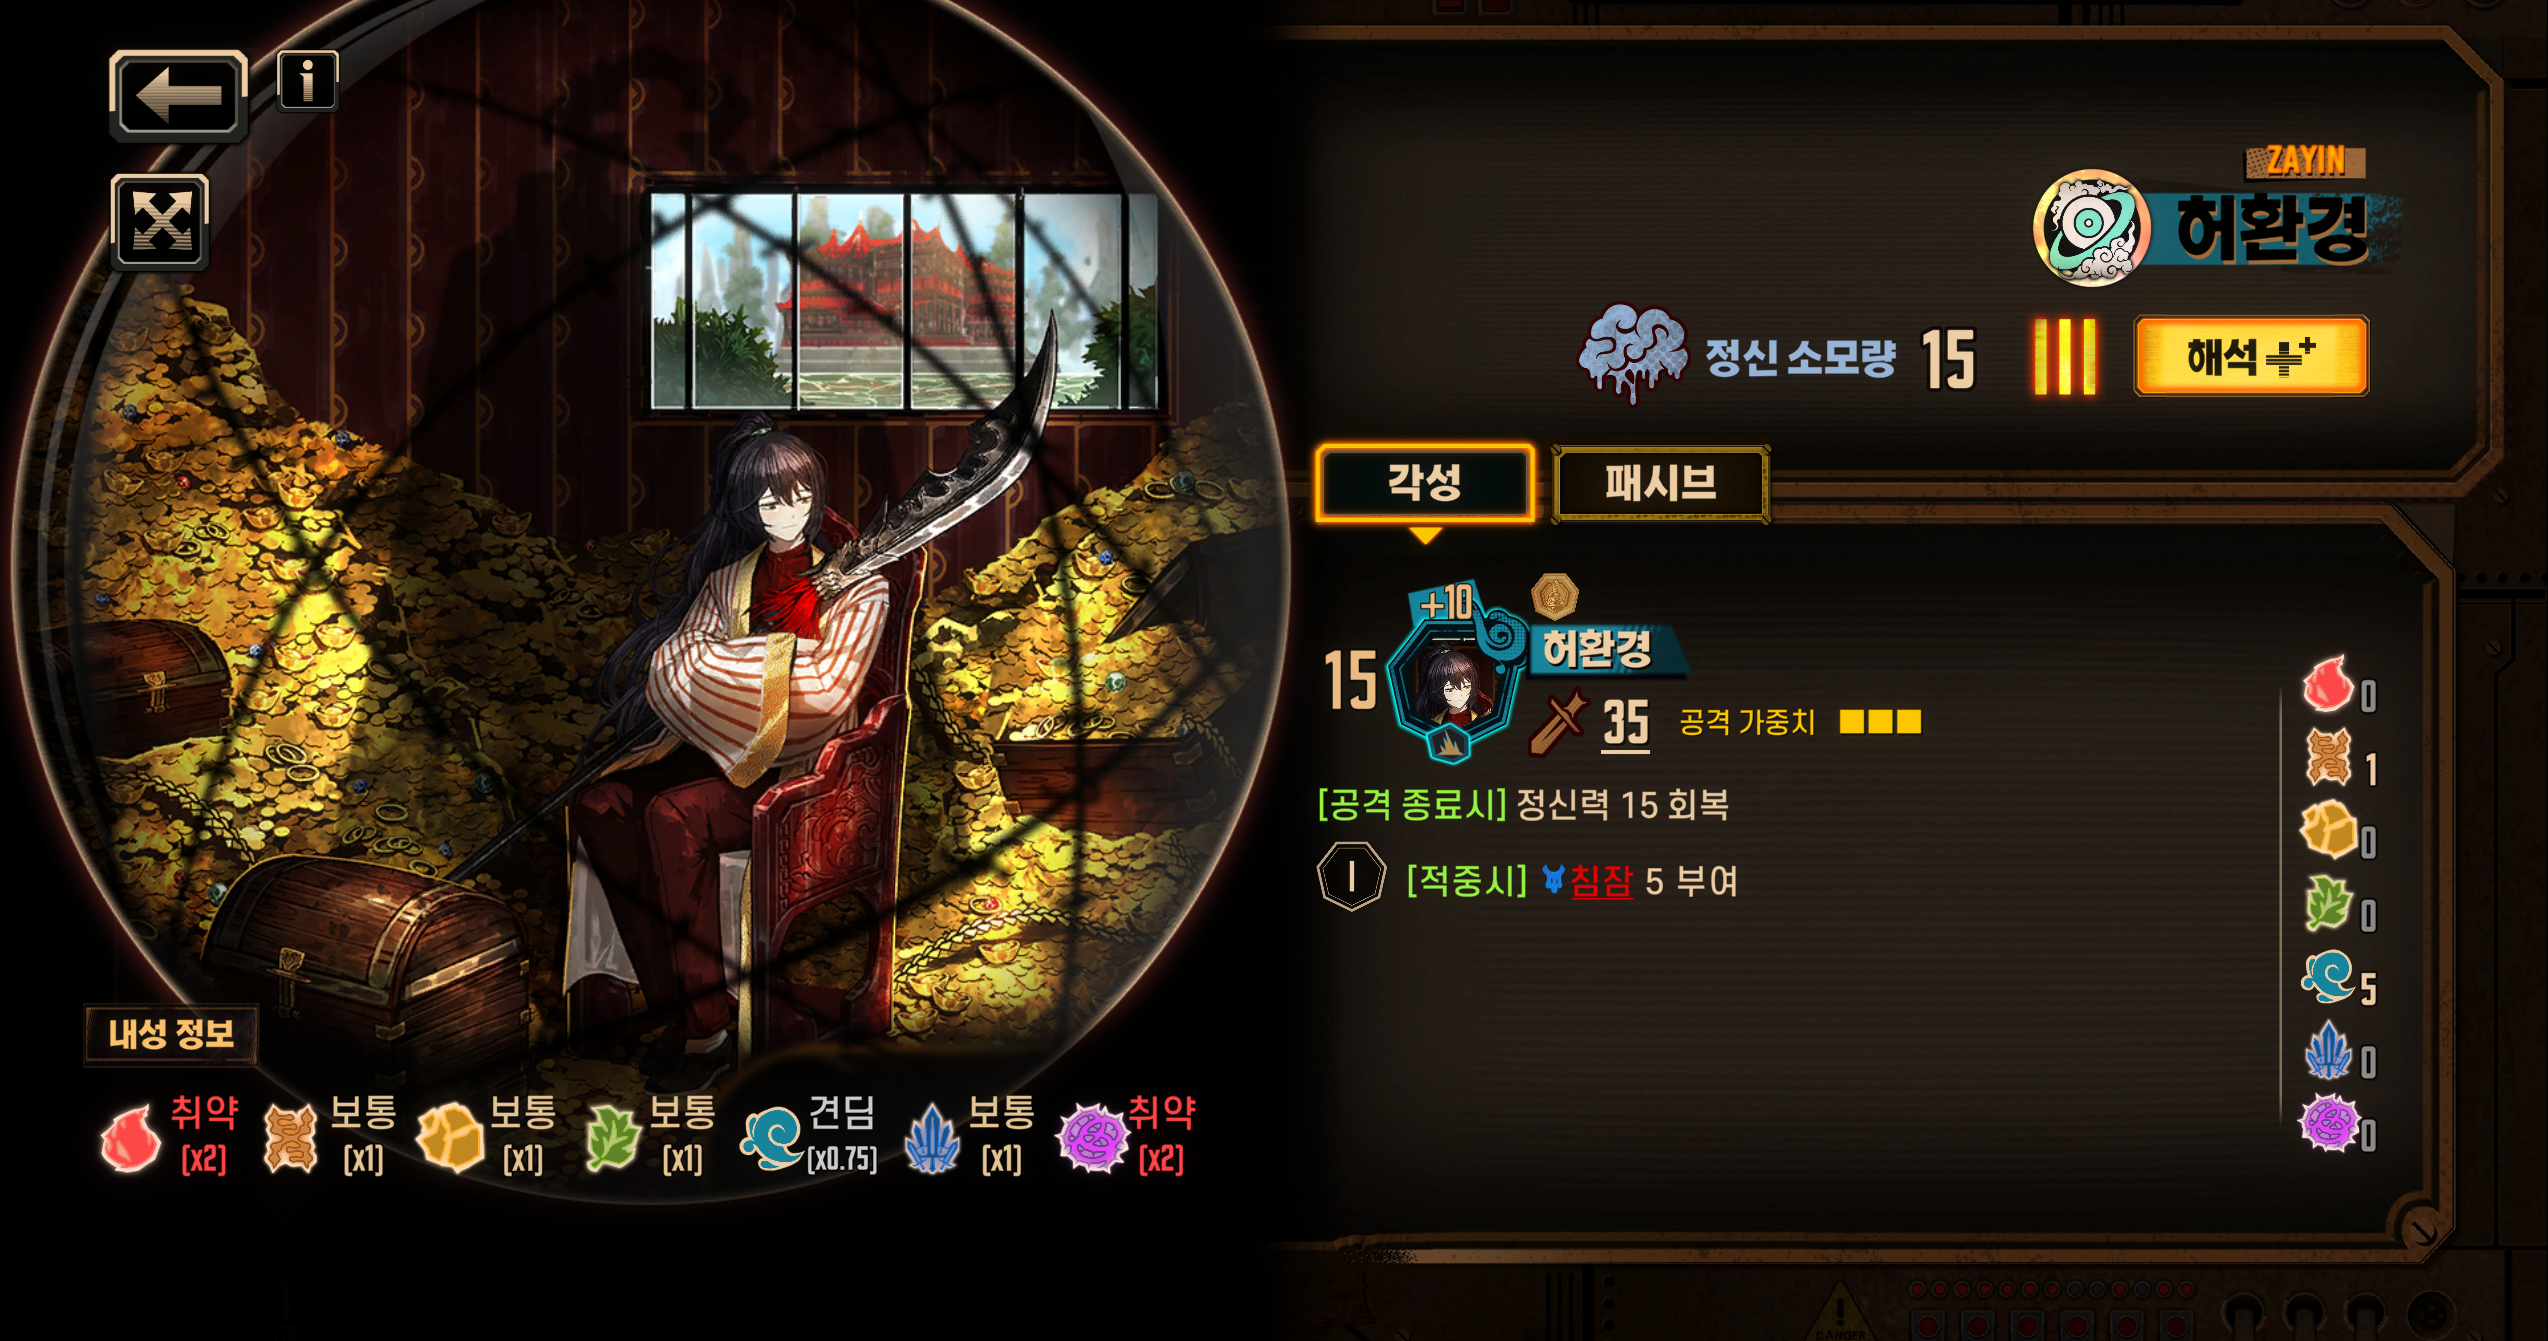 ZAYIN
허환경
정신 소모량 15
해석
각성
패시브
+10
15
허환경
35 공격 가중치
[공격 종료시] 정신력 15 회복
I [적중시] 침잠 5 부여
0
1
0
0
5
0
0
내성 정보
취약 보통 보통 보통 견딤 보통 취약
[x2] [x1] [x1] [x1] [x0.75] [x1] [x2]
DANGER